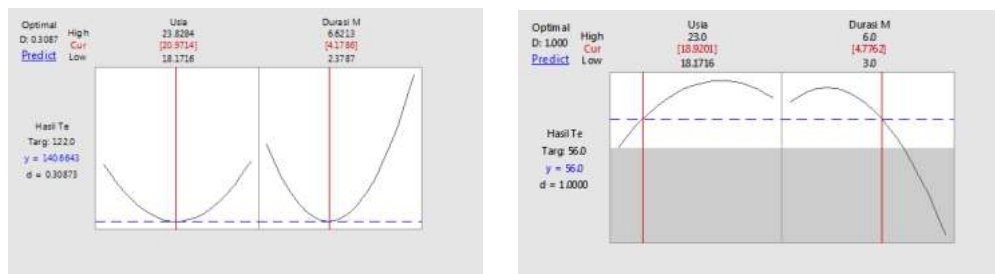 Optimal
D: 0.3087
Predict
High
Cur
Low
Usia
23.8284
[20.9714]
18.1716
Durasi M
6.6213
[4.1786]
2.3787
Hasil Te
Targ: 122.0
y = 140.6643
d = 0.30873
Optimal
D: 1.000
Predict
High
Cur
Low
Usia
23.0
[18.9201]
18.1716
Durasi M
6.0
[4.7762]
3.0
Hasil Te
Targ: 56.0
y = 56.0
d = 1.0000